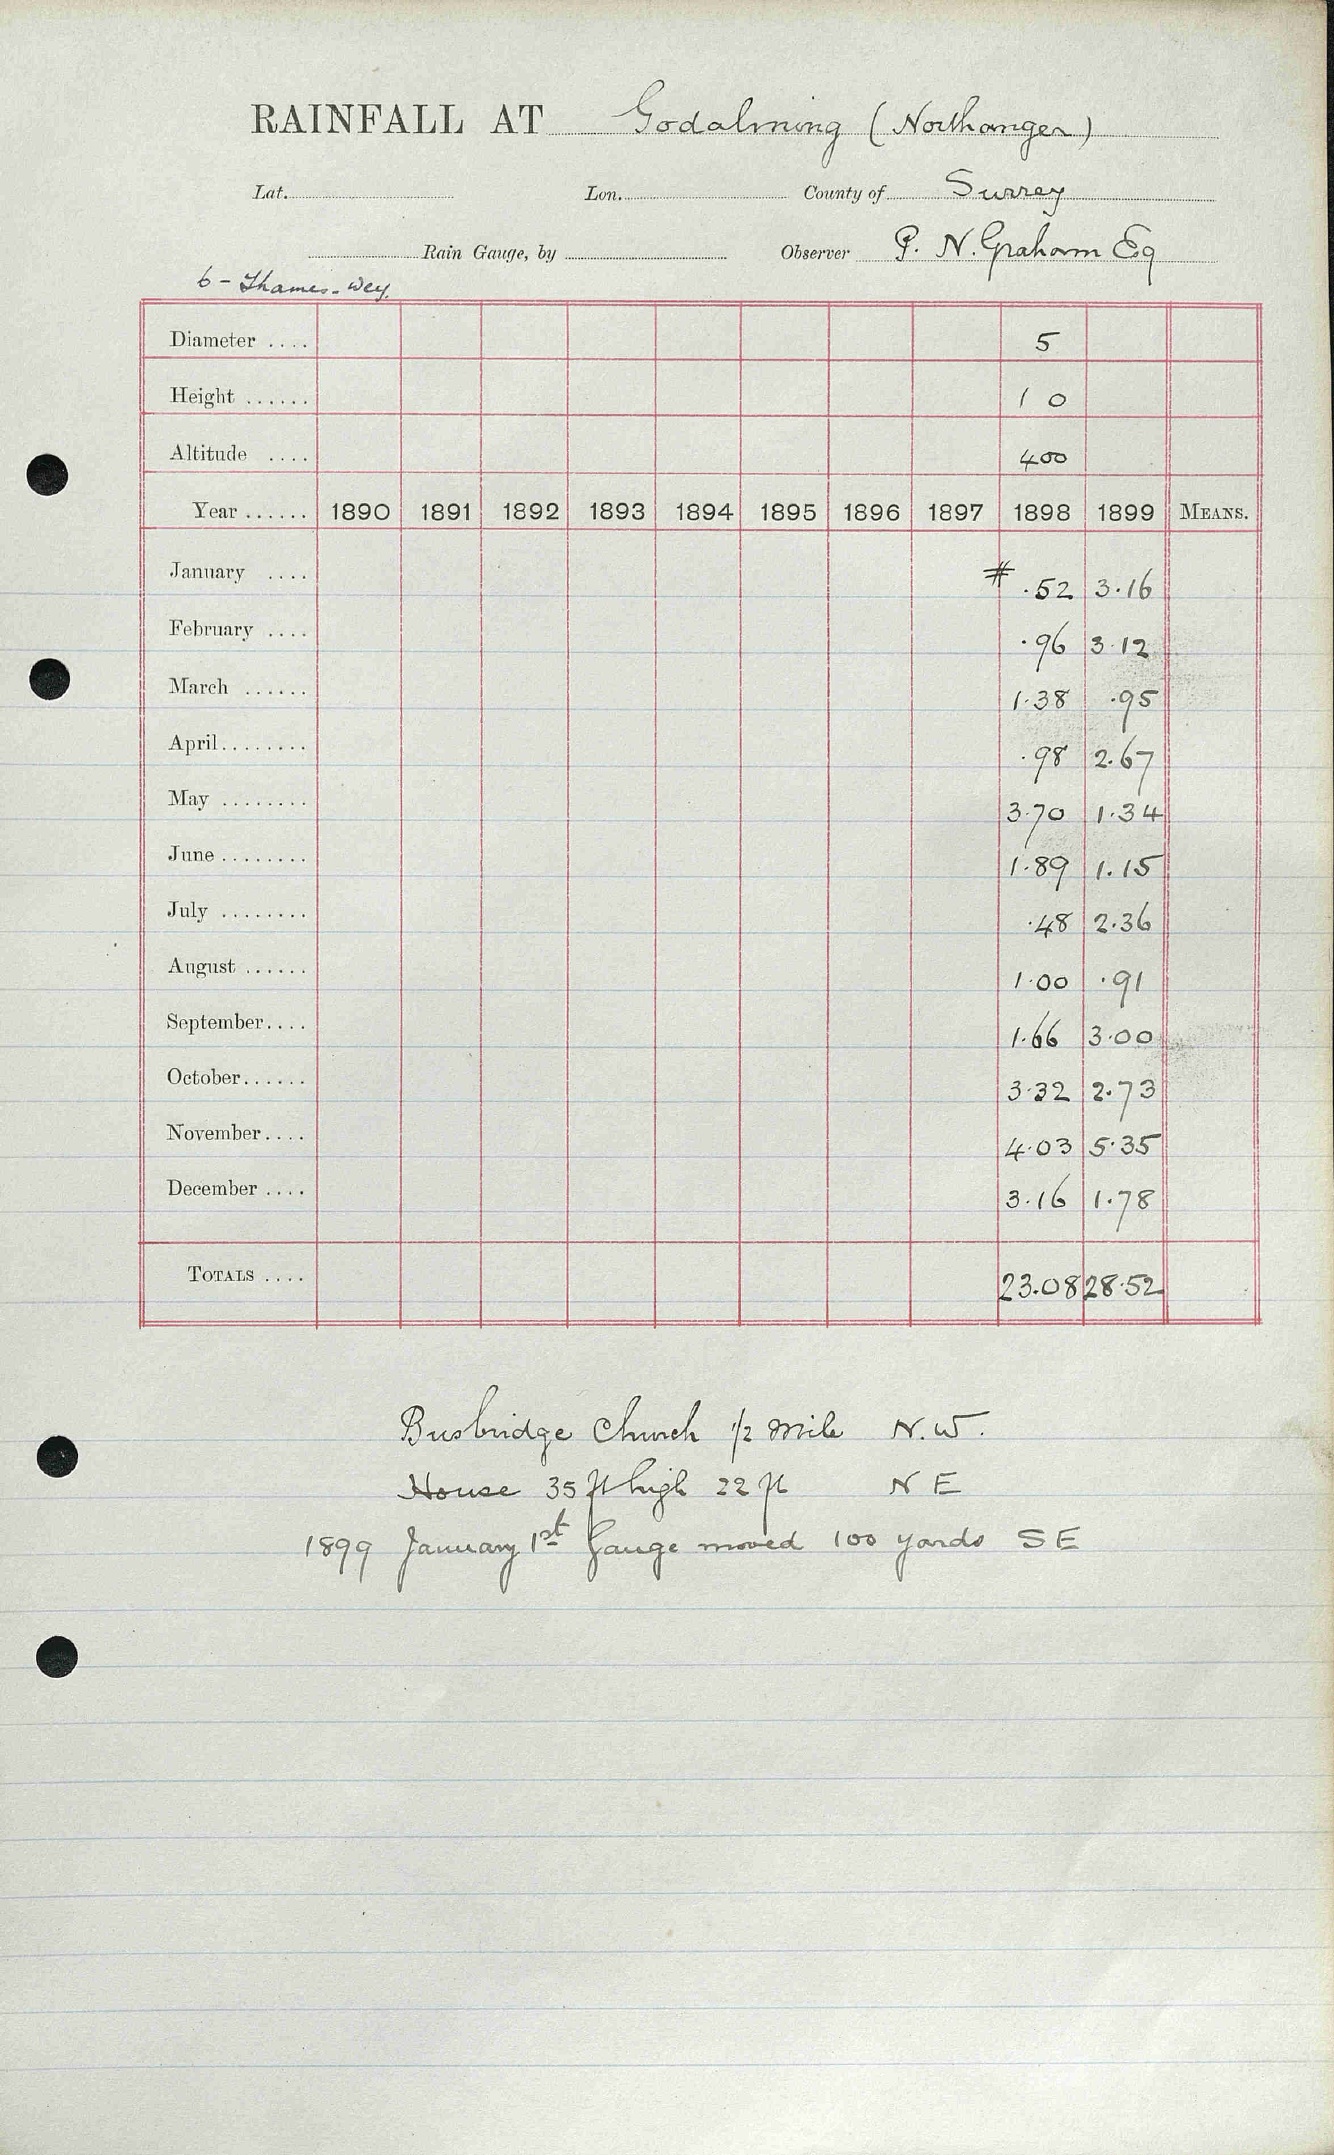 RAINFALL AT Godalming (Northanger)
Lat. Lon. County of Surrey
Rain Gauge, by Observer P. N. Graham Esq
6 - Thames - Wey.
Diameter .... 5
Height ...... 1 0
Altitude .... 400
Year ...... 1890 1891 1892 1893 1894 1895 1896 1897 1898 1899 MEANS.
January .... # .52 3.16
February .... .96 3.12
March ...... 1.38 .95
April........ .98 2.67
May ........ 3.70 1.34
June ........ 1.89 1.15
July ........ .48 2.36
August ...... 1.00 .91
September.... 1.66 3.00
October...... 3.32 2.73
November.... 4.03 5.35
December .... 3.16 1.78
TOTALS .... 23.08 28.52
Busbridge Church 1/2 mile N.W.
House 35 ft high 22 ft N E
1899 January 1st Gauge moved 100 yards S E